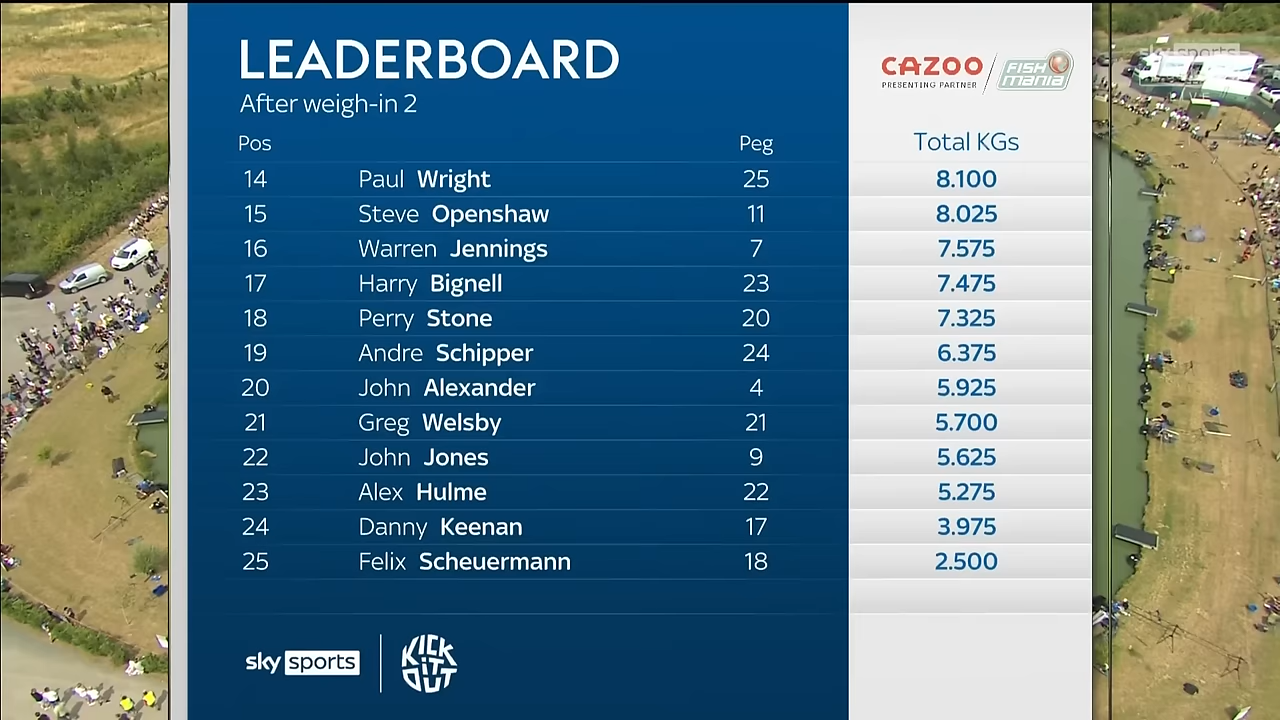 LEADERBOARD
After weigh-in 2
CAZOO
PRESENTING PARTNER
FISH
MANIA
sky sports
LIVE
Pos Peg Total KGs
14 Paul Wright 25 8.100
15 Steve Openshaw 11 8.025
16 Warren Jennings 7 7.575
17 Harry Bignell 23 7.475
18 Perry Stone 20 7.325
19 Andre Schipper 24 6.375
20 John Alexander 4 5.925
21 Greg Welsby 21 5.700
22 John Jones 9 5.625
23 Alex Hulme 22 5.275
24 Danny Keenan 17 3.975
25 Felix Scheuermann 18 2.500
sky sports
KICK
IT
OUT